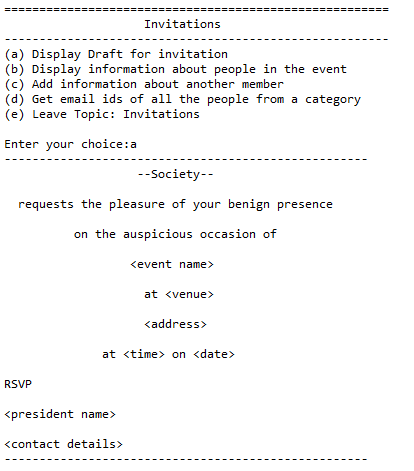 =======================================================
Invitations
-------------------------------------------------------
(a) Display Draft for invitation
(b) Display information about people in the event
(c) Add information about another member
(d) Get email ids of all the people from a category
(e) Leave Topic: Invitations
Enter your choice:a
----------------------------------------------------
--Society--
requests the pleasure of your benign presence
on the auspicious occasion of
<event name>
at <venue>
<address>
at <time> on <date>
RSVP
<president name>
<contact details>
----------------------------------------------------